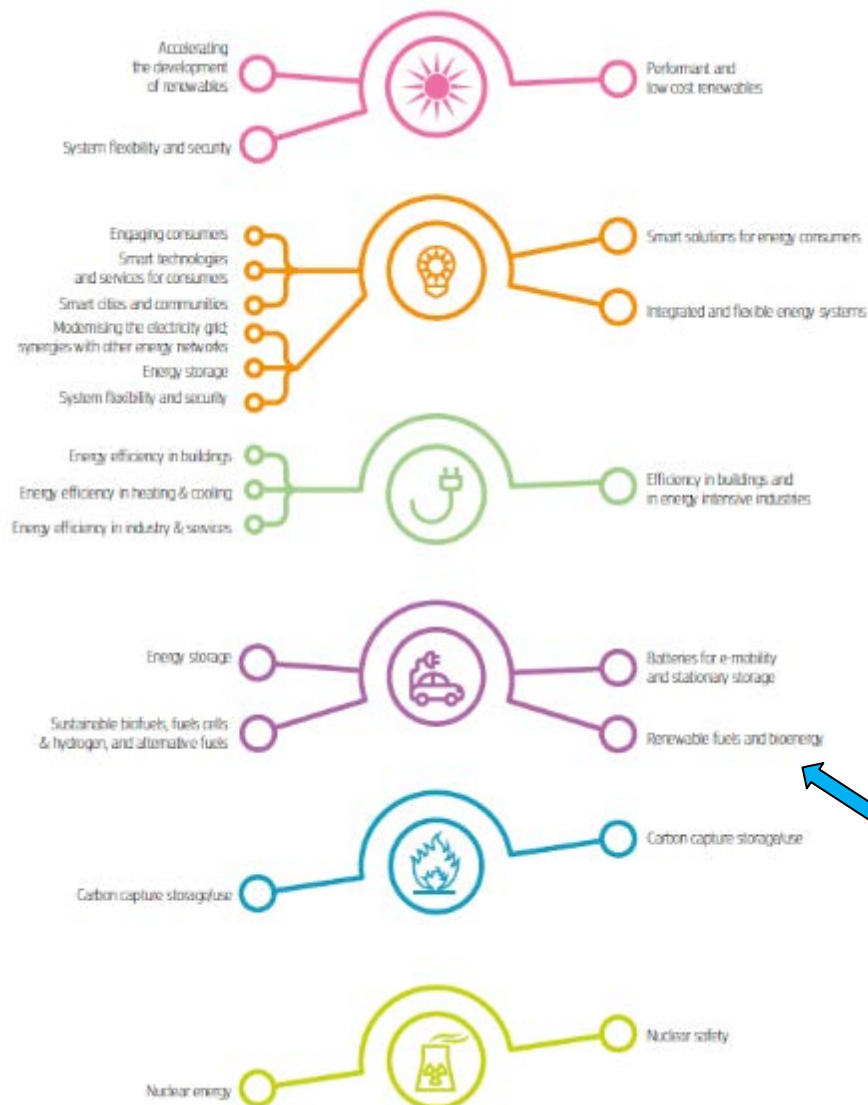 Accelerating
the development
of renewables
System flexibility and security
Performant and
low cost renewables
Engaging consumers
Smart technologies
and services for consumers
Smart cities and communities
Modernising the electricity grid;
synergies with other energy networks
Energy storage
System flexibility and security
Smart solutions for energy consumers
Integrated and flexible energy systems
Energy efficiency in buildings
Energy efficiency in heating & cooling
Energy efficiency in industry & services
Efficiency in buildings and
in energy intensive industries
Energy storage
Sustainable biofuels, fuels cells
& hydrogen, and alternative fuels
Batteries for e-mobility
and stationary storage
Renewable fuels and bioenergy
Carbon capture storage/use
Carbon capture storage/use
Nuclear energy
Nuclear safety